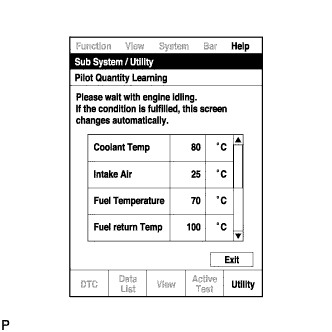 Function View System Bar Help
Sub System / Utility
Pilot Quantity Learning
Please wait with engine idling.
If the condition is fulfilled, this screen
changes automatically.
Coolant Temp 80 °C
Intake Air 25 °C
Fuel Temperature 70 °C
Fuel return Temp 100 °C
Exit
DTC Data List View Active Test Utility
P